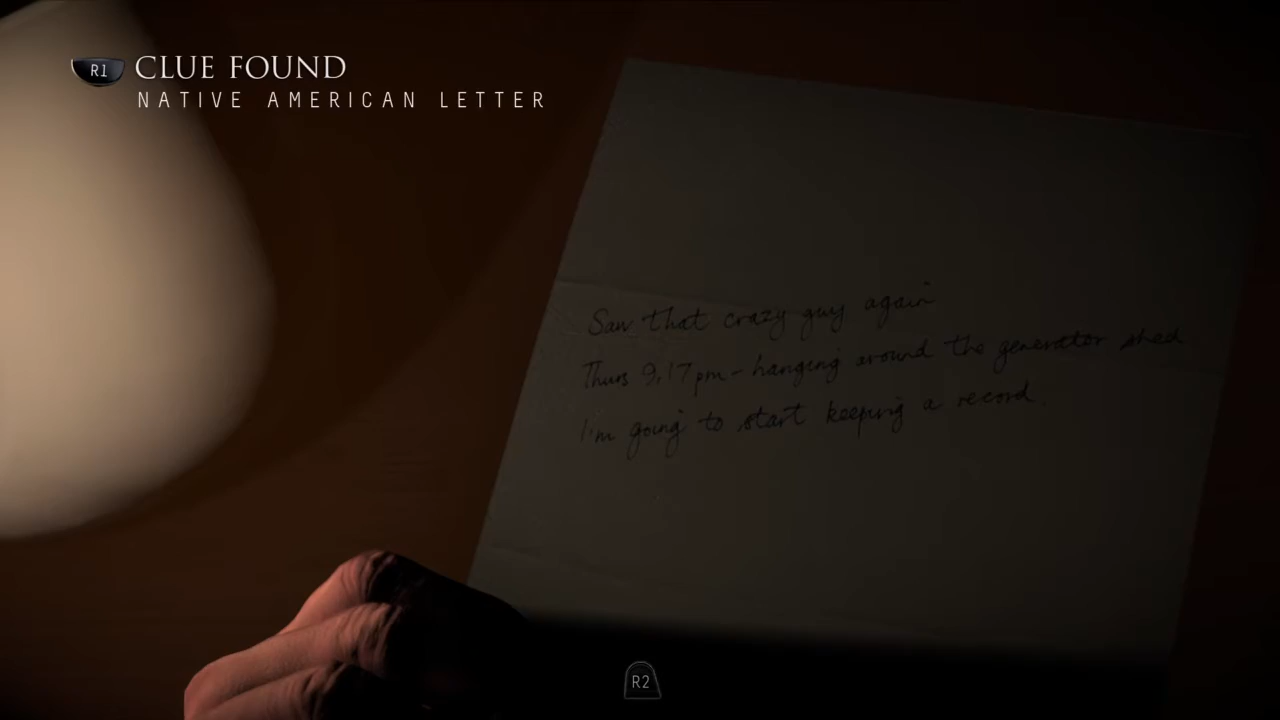 R1 CLUE FOUND
NATIVE AMERICAN LETTER
Saw that crazy guy again
Thurs 9.17pm - hanging around the generator shed
I'm going to start keeping a record.
R2